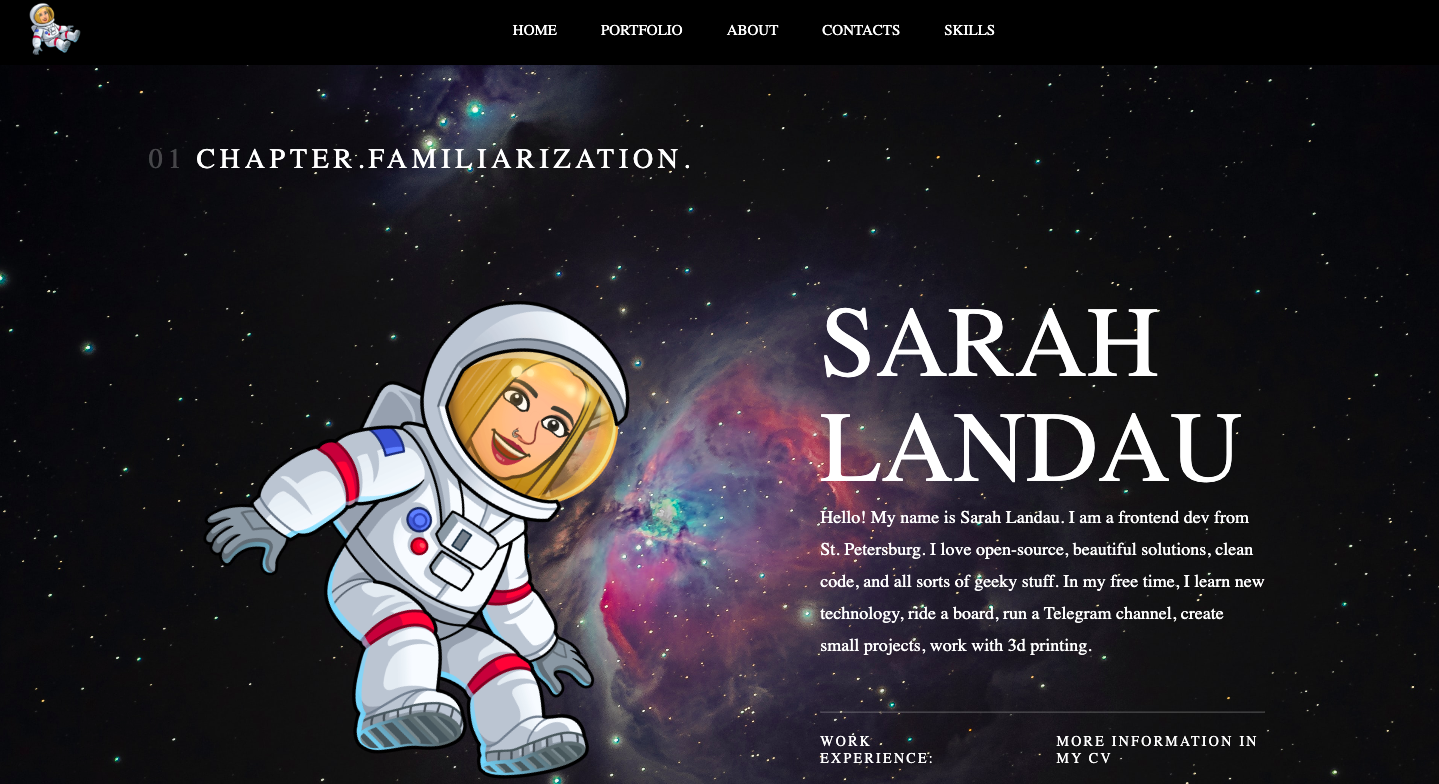 HOME PORTFOLIO ABOUT CONTACTS SKILLS
01 CHAPTER.FAMILIARIZATION.
SARAH
LANDAU
Hello! My name is Sarah Landau. I am a frontend dev from
St. Petersburg. I love open-source, beautiful solutions, clean
code, and all sorts of geeky stuff. In my free time, I learn new
technology, ride a board, run a Telegram channel, create
small projects, work with 3d printing.
WORK
EXPERIENCE:
MORE INFORMATION IN
MY CV